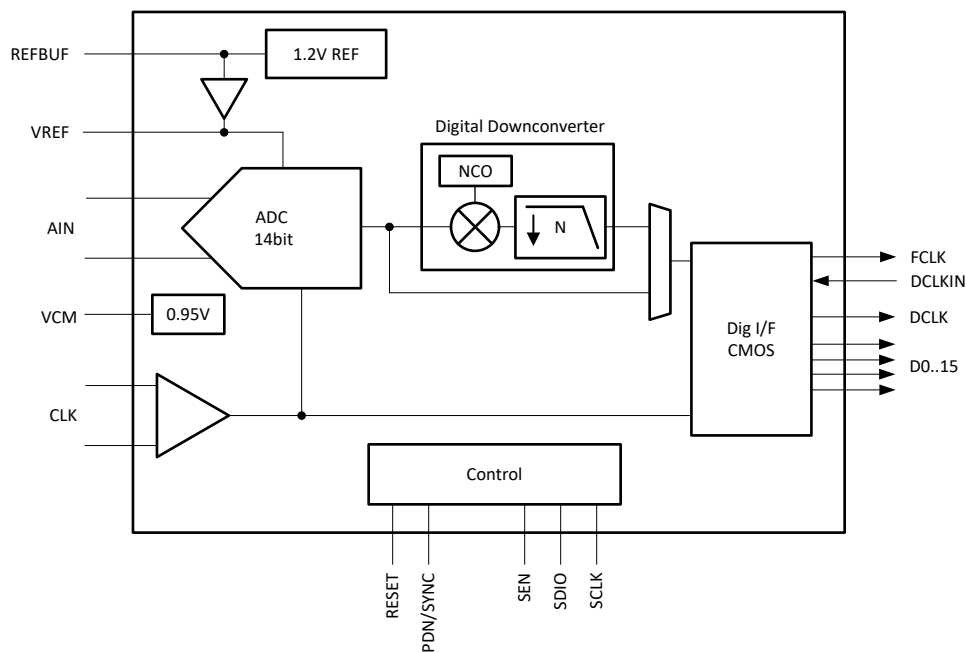 REFBUF
1.2V REF
VREF
Digital Downconverter
NCO
ADC
14bit
N
AIN
FCLK
DCLKIN
VCM
0.95V
DCLK
Dig I/F
CMOS
D0..15
CLK
Control
RESET
PDN/SYNC
SEN
SDIO
SCLK